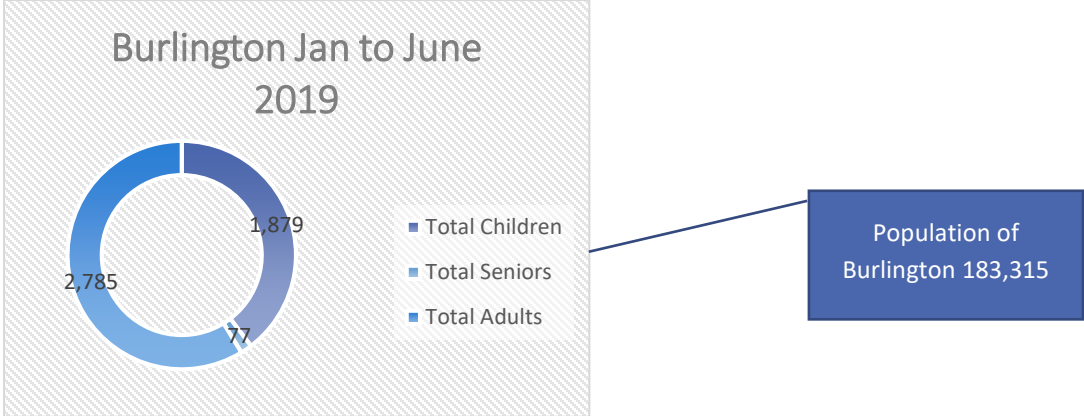 Burlington Jan to June
2019
1,879
2,785
77
Total Children
Total Seniors
Total Adults
Population of
Burlington 183,315